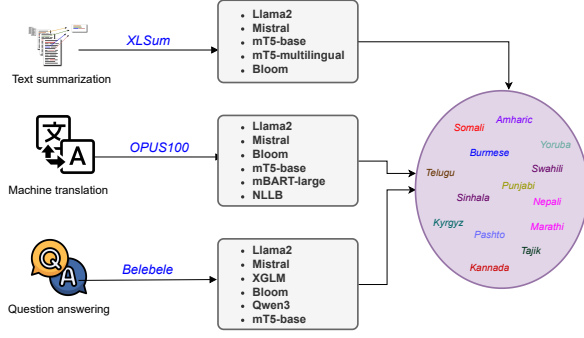 XLSum
Text summarization
• Llama2
• Mistral
• mT5-base
• mT5-multilingual
• Bloom
文
A
OPUS100
Machine translation
• Llama2
• Mistral
• Bloom
• mT5-base
• mBART-large
• NLLB
Q
A
Belebele
Question answering
• Llama2
• Mistral
• XGLM
• Bloom
• Qwen3
• mT5-base
Somali
Amharic
Yoruba
Burmese
Telugu
Swahili
Punjabi
Sinhala
Nepali
Kyrgyz
Marathi
Pashto
Tajik
Kannada